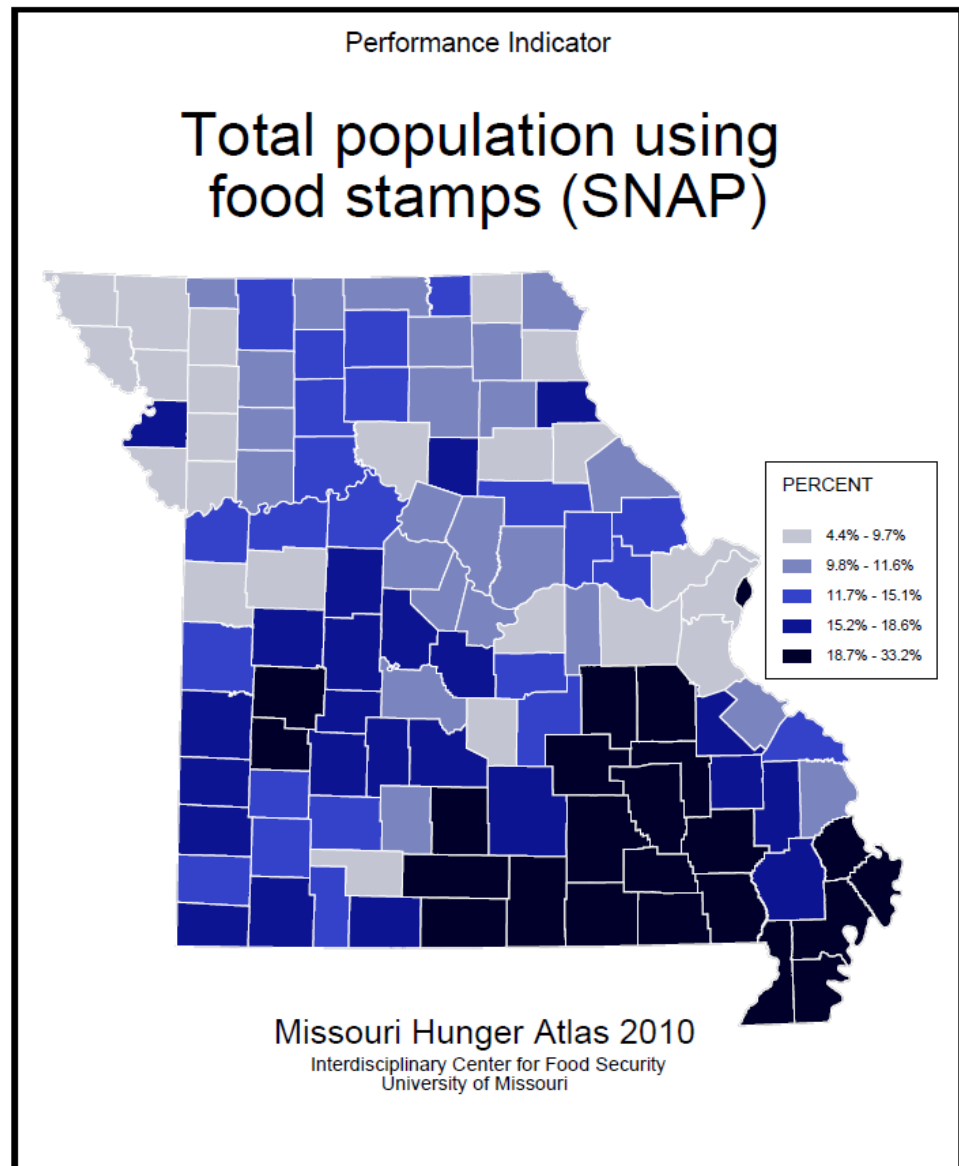 Performance Indicator
Total population using
food stamps (SNAP)
PERCENT
4.4% - 9.7%
9.8% - 11.6%
11.7% - 15.1%
15.2% - 18.6%
18.7% - 33.2%
Missouri Hunger Atlas 2010
Interdisciplinary Center for Food Security
University of Missouri